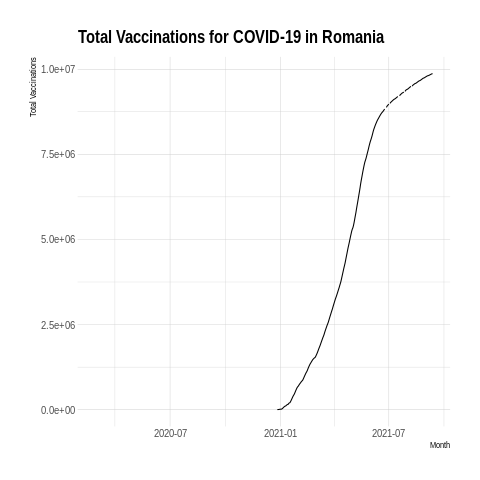 Total Vaccinations for COVID-19 in Romania
Total Vaccinations
1.0e+07
7.5e+06
5.0e+06
2.5e+06
0.0e+00
2020-07 2021-01 2021-07
Month